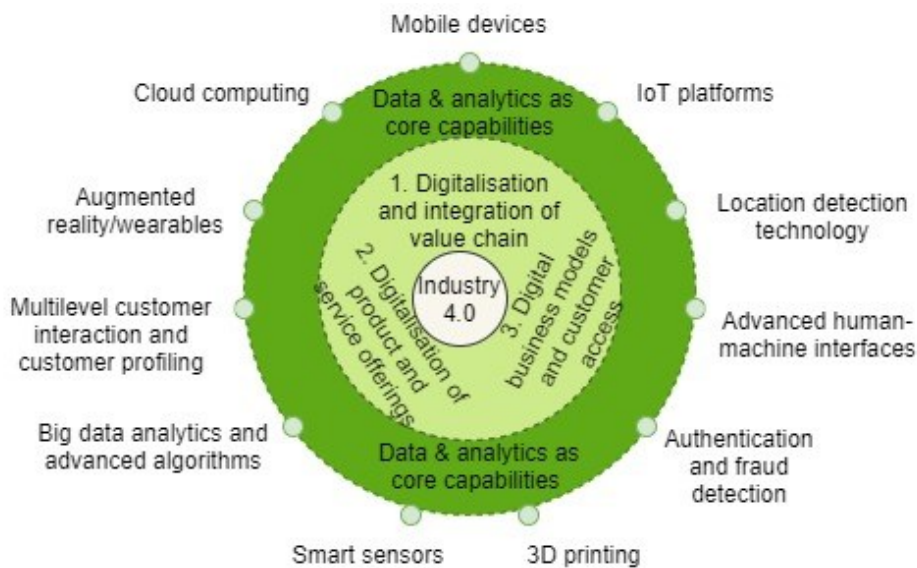 Mobile devices
Cloud computing
IoT platforms
Data & analytics as
core capabilities
Augmented
reality/wearables
Location detection
technology
1. Digitalisation
and integration of
value chain
2. Digitalisation of
product and
service offerings
Industry
4.0
3. Digital
business models
and customer
access
Multilevel customer
interaction and
customer profiling
Advanced human-
machine interfaces
Big data analytics and
advanced algorithms
Authentication
and fraud
detection
Data & analytics as
core capabilities
Smart sensors
3D printing